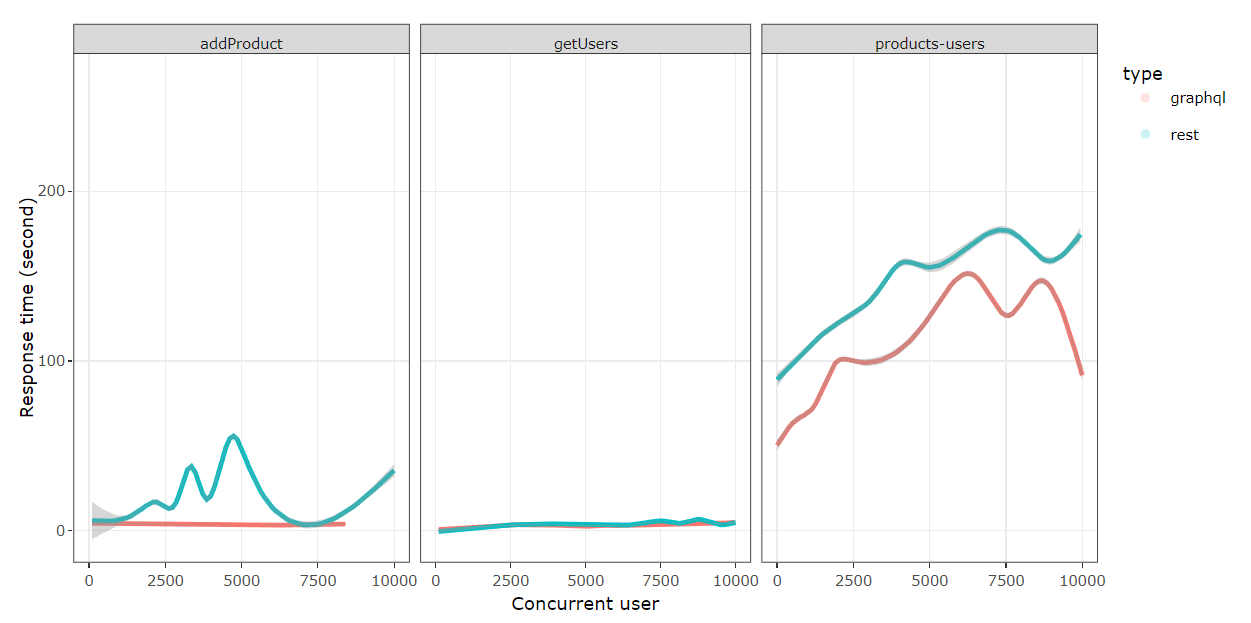 addProduct
getUsers
products-users
type
graphql
rest
Response time (second)
200
100
0
0 2500 5000 7500 10000
0 2500 5000 7500 10000
0 2500 5000 7500 10000
Concurrent user